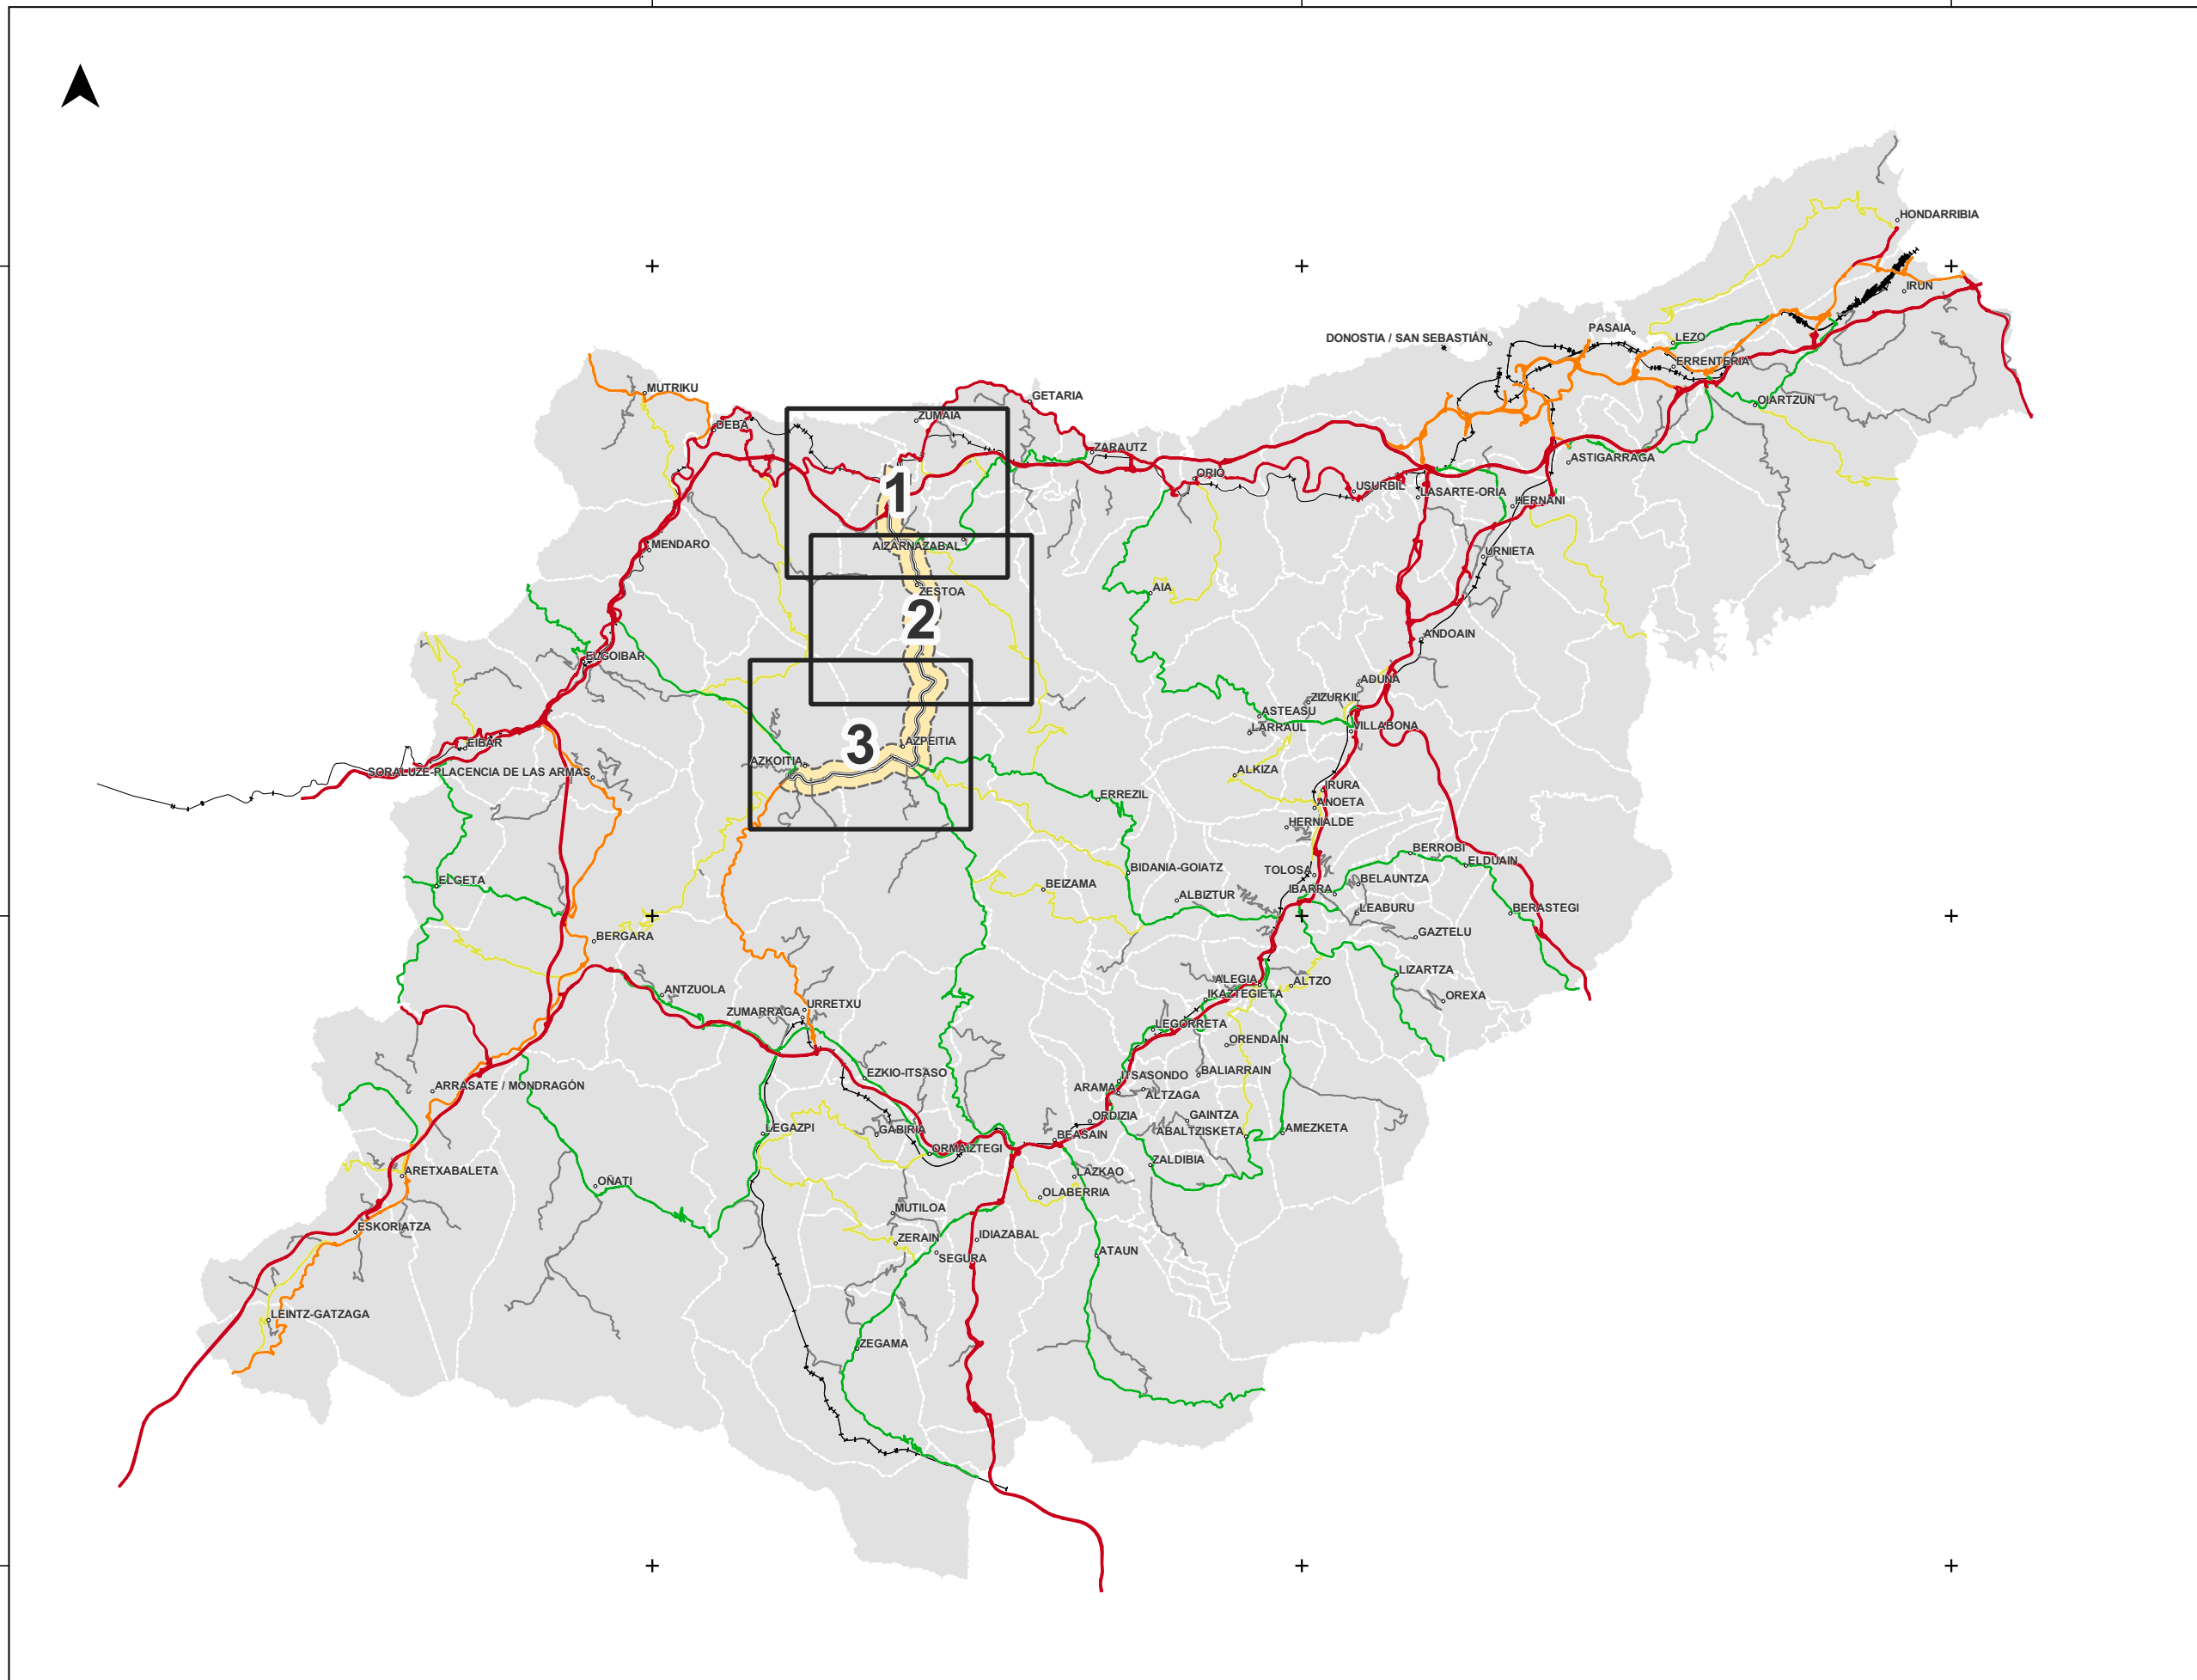 HONDARRIBIA
IRUN
DONOSTIA / SAN SEBASTIÁN
PASAIA
LEZO
ERRENTERIA
OIARTZUN
MUTRIKU
DEBA
ZUMAIA
GETARIA
ZARAUTZ
ORIO
USURBIL
LASARTE-ORIA
ASTIGARRAGA
HERNANI
1
MENDARO
AIZARNAZABAL
URNIETA
ZESTOA
AIA
2
ANDOAIN
ELGOIBAR
ADUNA
ZIZURKIL
ASTEASU
LARRAUL
VILLABONA
EIBAR
3
AZPEITIA
AZKOITIA
SORALUZE-PLACENCIA DE LAS ARMAS
ALKIZA
IRURA
ANOETA
ERREZIL
HERNIALDE
BERROBI
ELDUAIN
BIDANIA-GOIATZ
TOLOSA
IBARRA
BELAUNTZA
ELGETA
BEIZAMA
ALBIZTUR
LEABURU
BERASTEGI
BERGARA
GAZTELU
LIZARTZA
ALEGIA
ALTZO
IKAZTEGIETA
OREXA
ANTZUOLA
URRETXU
ZUMARRAGA
LEGORRETA
ORENDAIN
EZKIO-ITSASO
ITSASONDO
BALIARRAIN
ARRASATE / MONDRAGÓN
ARAMA
ALTZAGA
ORDIZIA
GAINTZA
LEGAZPI
GABIRIA
BEASAIN
ABALTZISKETA
AMEZKETA
ORMAIZTEGI
ZALDIBIA
ARETXABALETA
LAZKAO
OÑATI
OLABERRIA
MUTILOA
ESKORIATZA
ZERAIN
IDIAZABAL
SEGURA
ATAUN
LEINTZ-GATZAGA
ZEGAMA